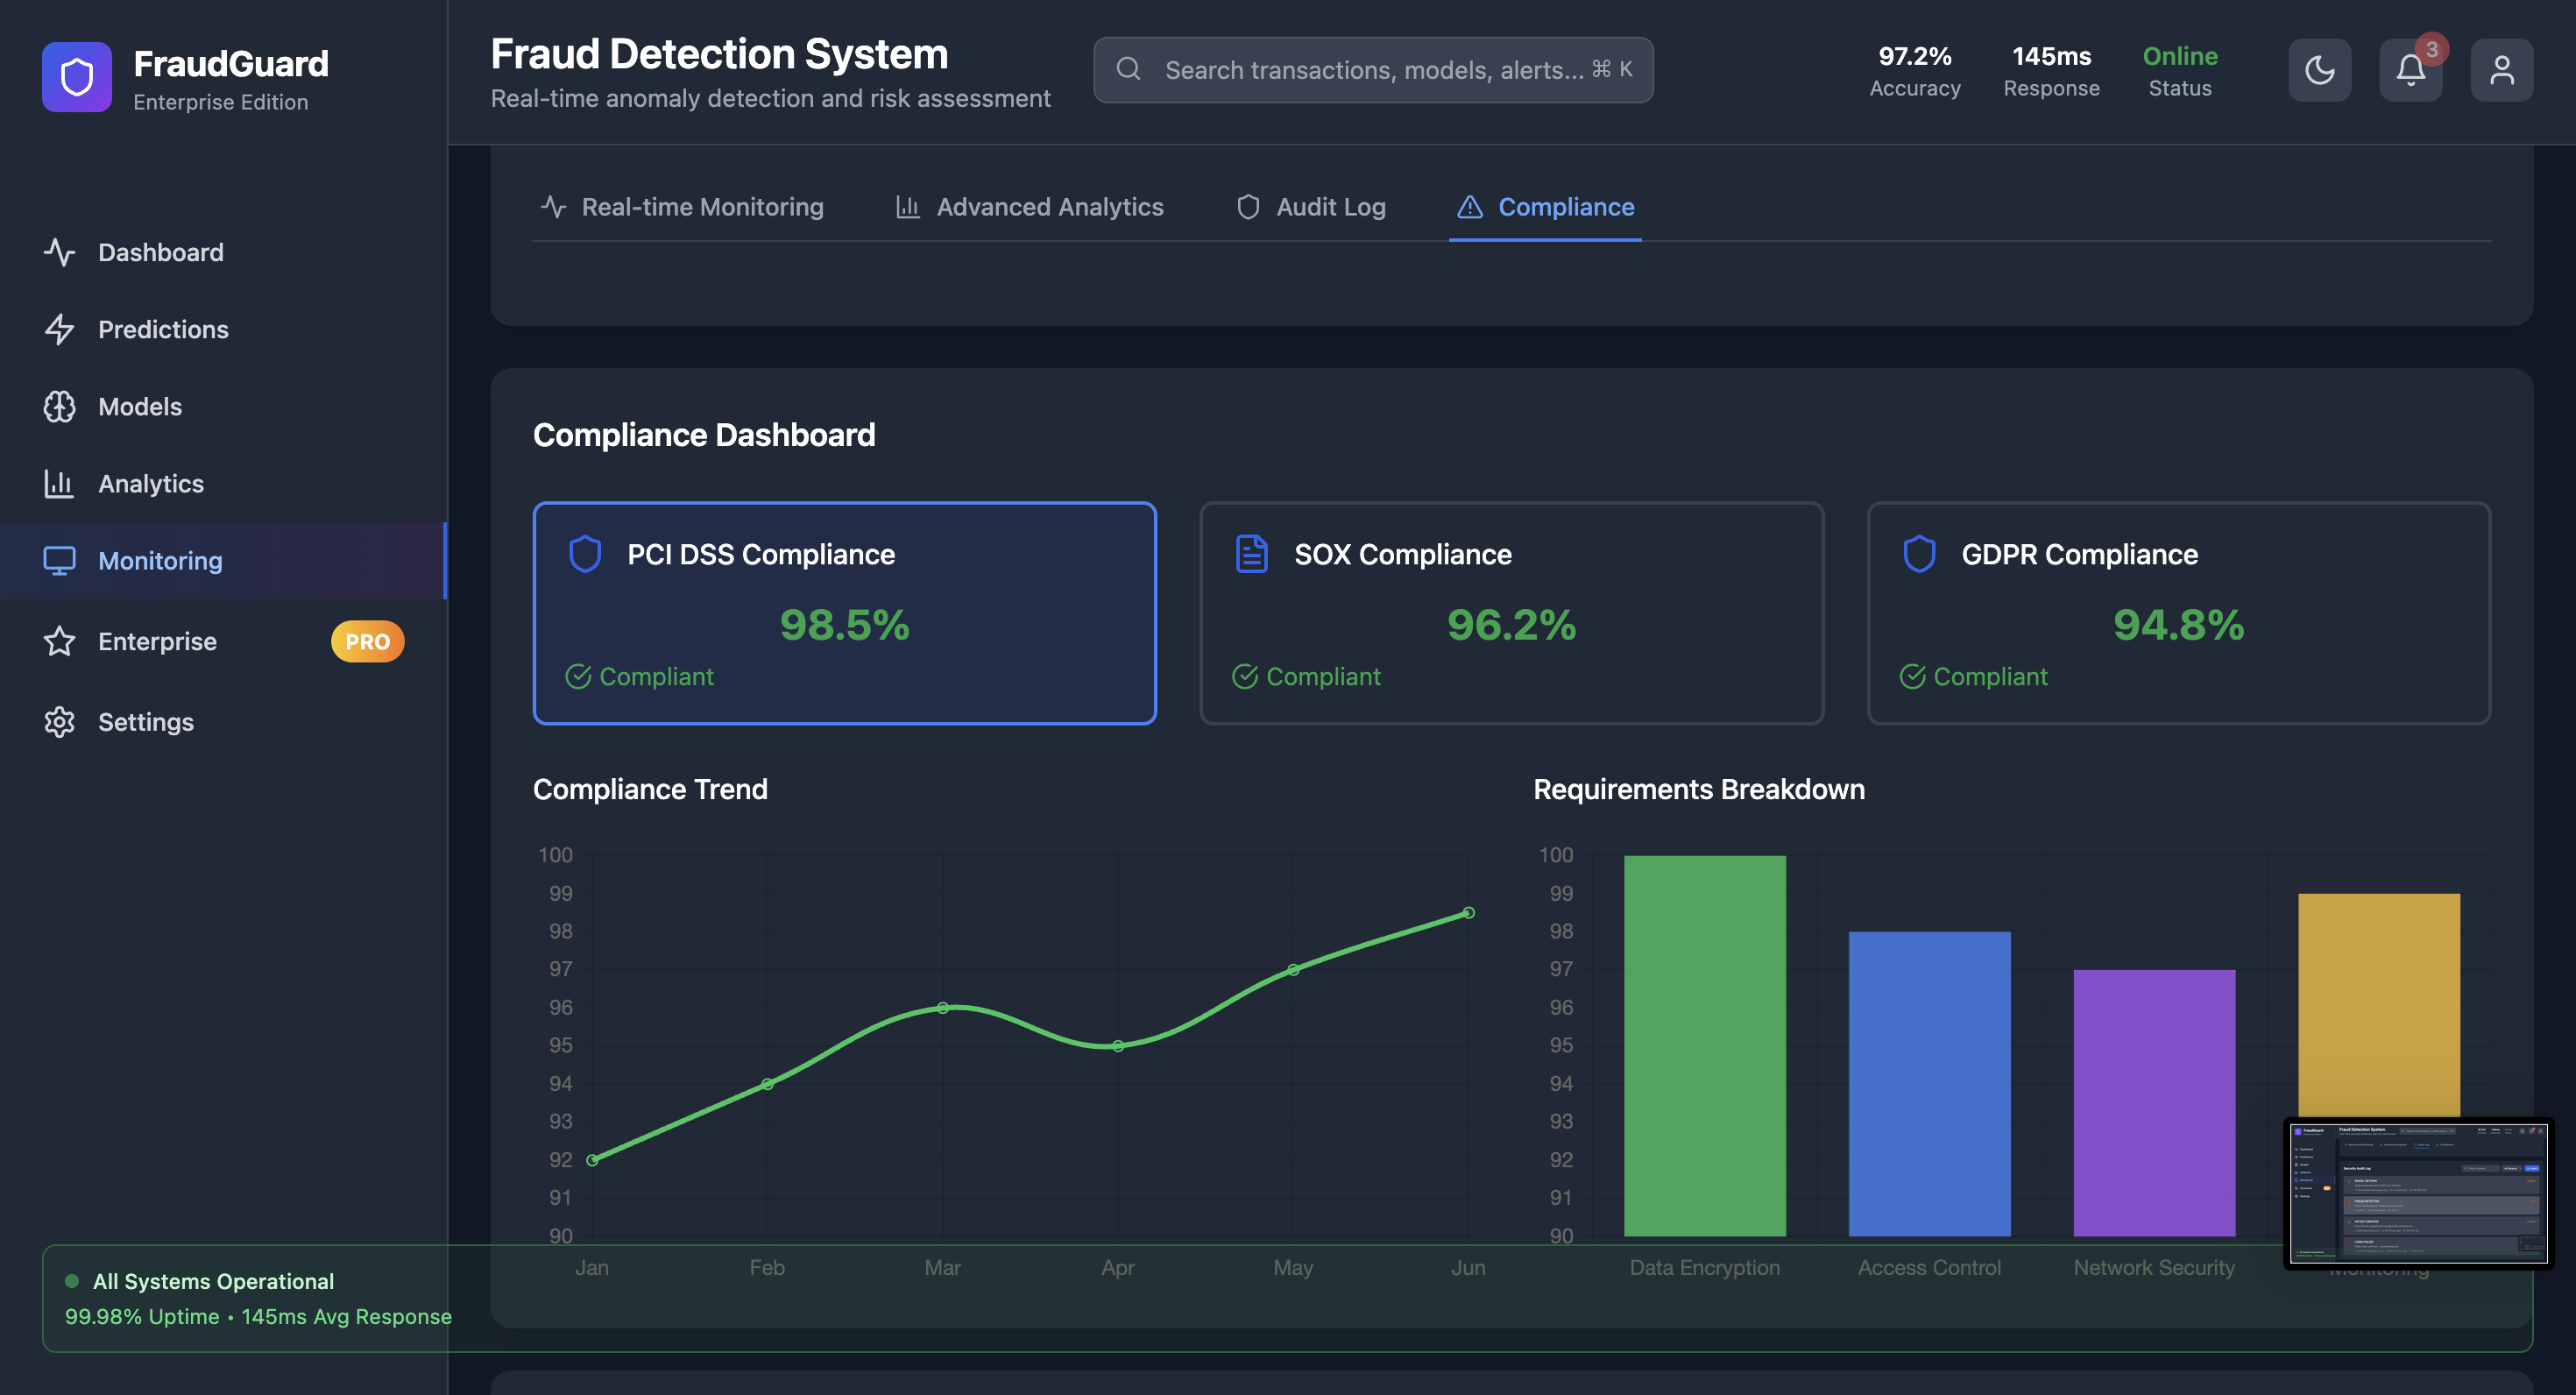 FraudGuard
Enterprise Edition
Fraud Detection System
Real-time anomaly detection and risk assessment
Search transactions, models, alerts... ⌘ K
97.2%
Accuracy
145ms
Response
Online
Status
3
Dashboard
Predictions
Models
Analytics
Monitoring
Enterprise
PRO
Settings
Real-time Monitoring
Advanced Analytics
Audit Log
Compliance
Compliance Dashboard
PCI DSS Compliance
98.5%
Compliant
SOX Compliance
96.2%
Compliant
GDPR Compliance
94.8%
Compliant
Compliance Trend
100
99
98
97
96
95
94
93
92
91
90
Jan
Feb
Mar
Apr
May
Jun
Requirements Breakdown
100
99
98
97
96
95
94
93
92
91
90
Data Encryption
Access Control
Network Security
Monitoring
All Systems Operational
99.98% Uptime • 145ms Avg Response
Fraud Detection System